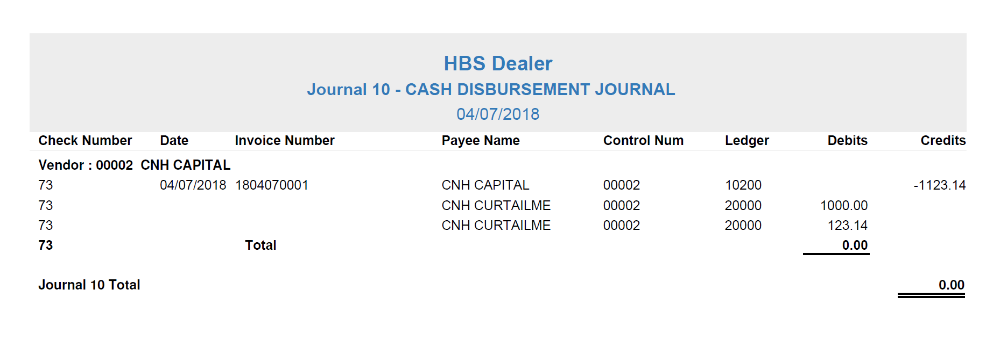 HBS Dealer
Journal 10 - CASH DISBURSEMENT JOURNAL
04/07/2018
Check Number Date Invoice Number Payee Name Control Num Ledger Debits Credits
Vendor : 00002 CNH CAPITAL
73 04/07/2018 1804070001 CNH CAPITAL 00002 10200 -1123.14
73 CNH CURTAILME 00002 20000 1000.00
73 CNH CURTAILME 00002 20000 123.14
73 Total 0.00
Journal 10 Total 0.00